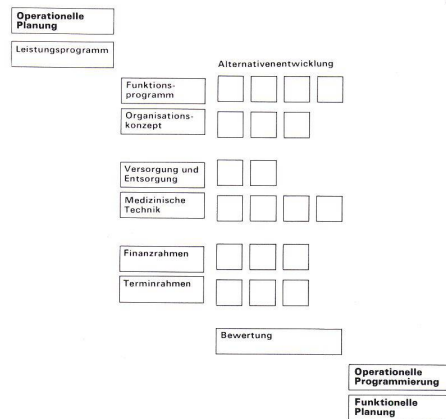 Operationelle
Planung
Leistungsprogramm
Alternativenentwicklung
Funktions-
programm
Organisations-
konzept
Versorgung und
Entsorgung
Medizinische
Technik
Finanzrahmen
Terminrahmen
Bewertung
Operationelle
Programmierung
Funktionelle
Planung